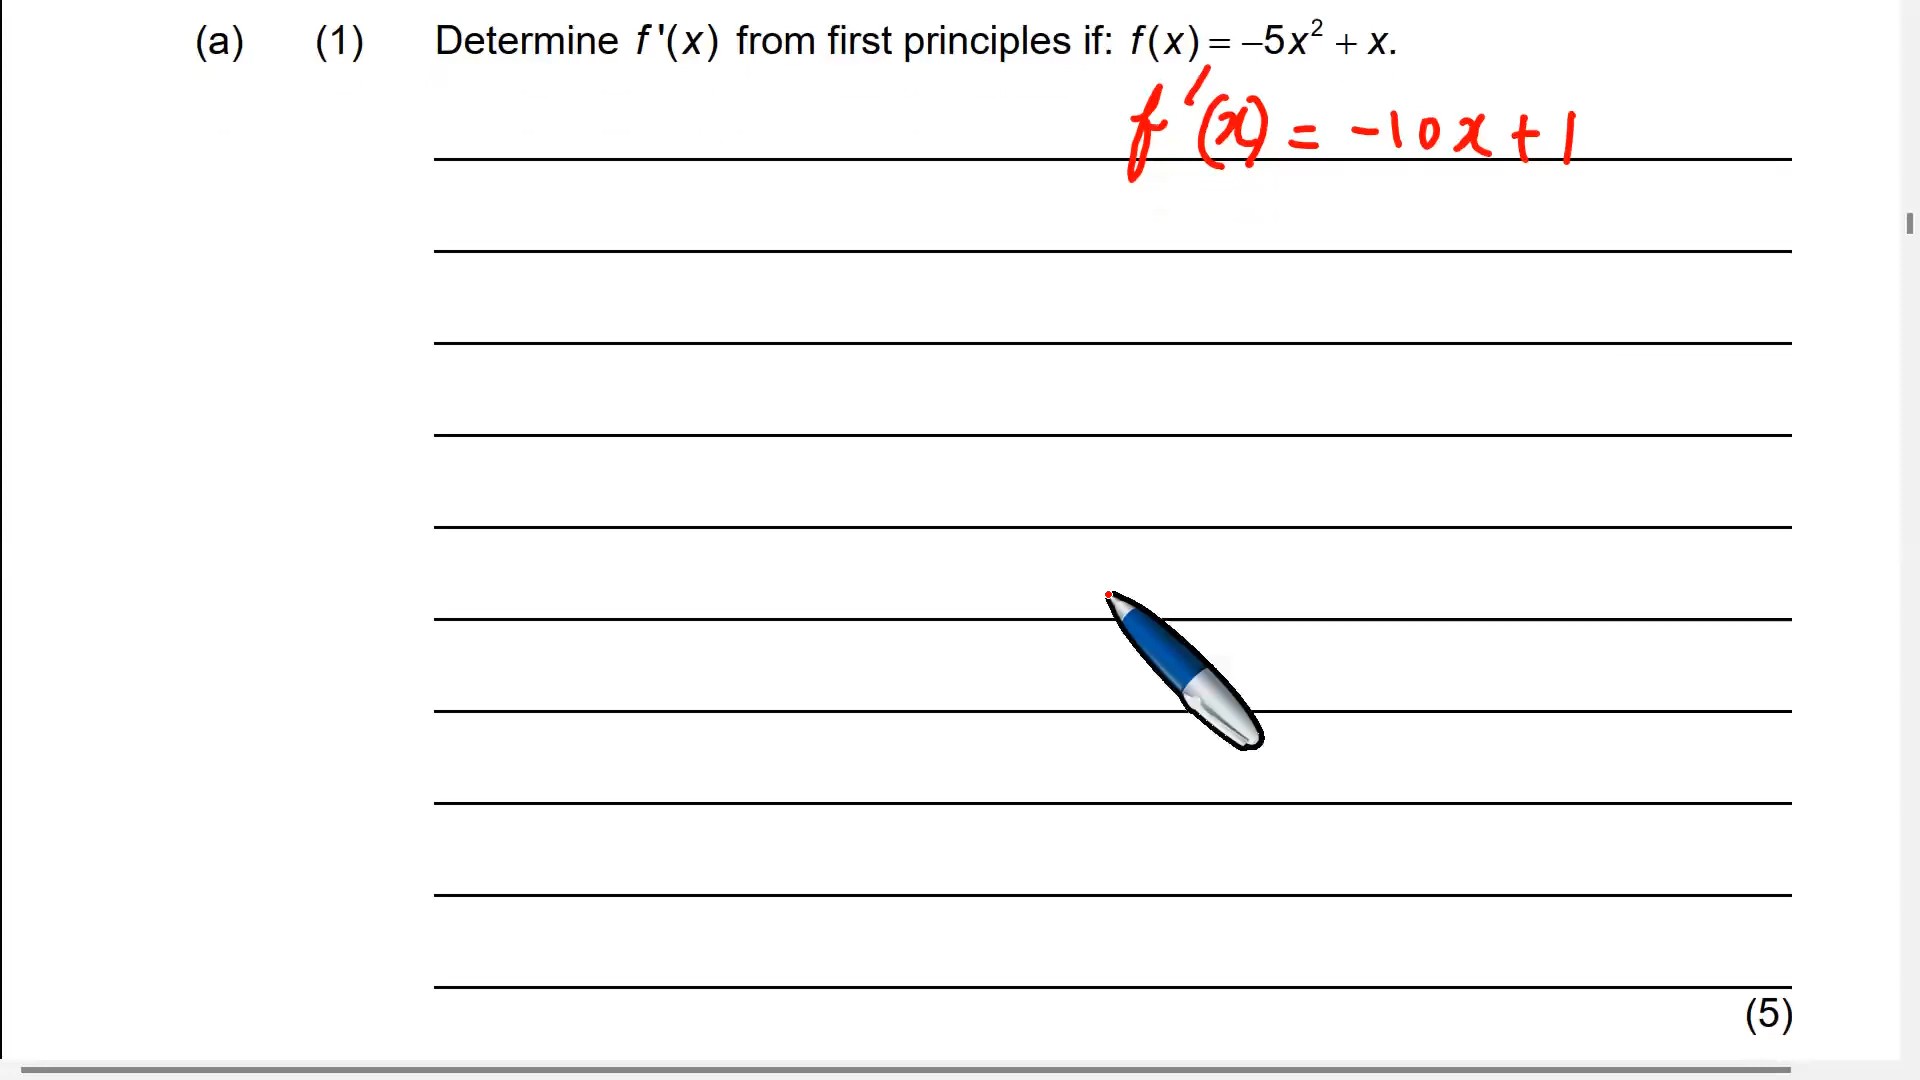 (a) (1) Determine f'(x) from first principles if: f(x) = –5x² + x.
f'(x) = -10x + 1
(5)